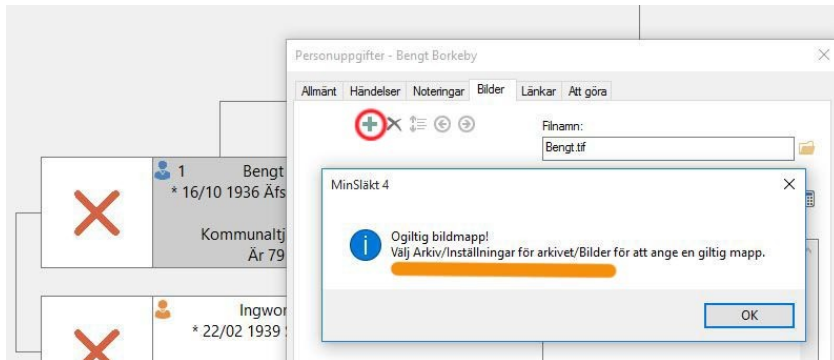 Personuppgifter - Bengt Borkeby
Allmänt Händelser Noteringar Bilder Länkar Att göra
Filnamn:
Bengt.tif
1 Bengt
* 16/10 1936 Äfs
Kommunaltj
Är 79
MinSläkt 4
Ogiltig bildmapp!
Välj Arkiv/Inställningar för arkivet/Bilder för att ange en giltig mapp.
OK
Ingwor
* 22/02 1939